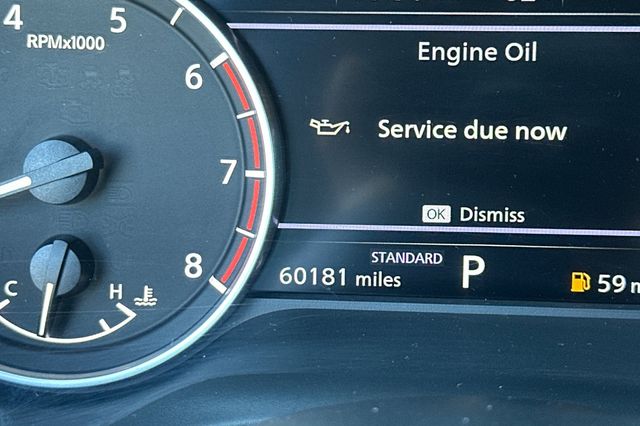 4
5
RPMx1000
6
7
8
C
H
Engine Oil
Service due now
OK Dismiss
STANDARD
60181 miles
P
59